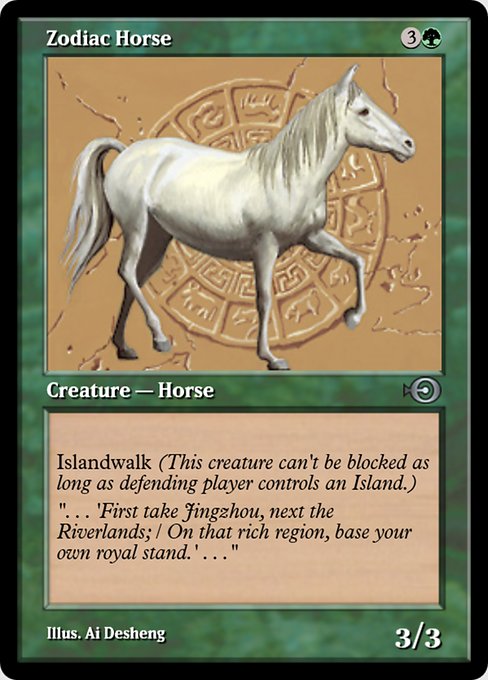 Zodiac Horse 3
Creature — Horse
Islandwalk (This creature can't be blocked as
long as defending player controls an Island.)
". . . 'First take Jingzhou, next the
Riverlands; / On that rich region, base your
own royal stand.' . . ."
Illus. Ai Desheng
3/3